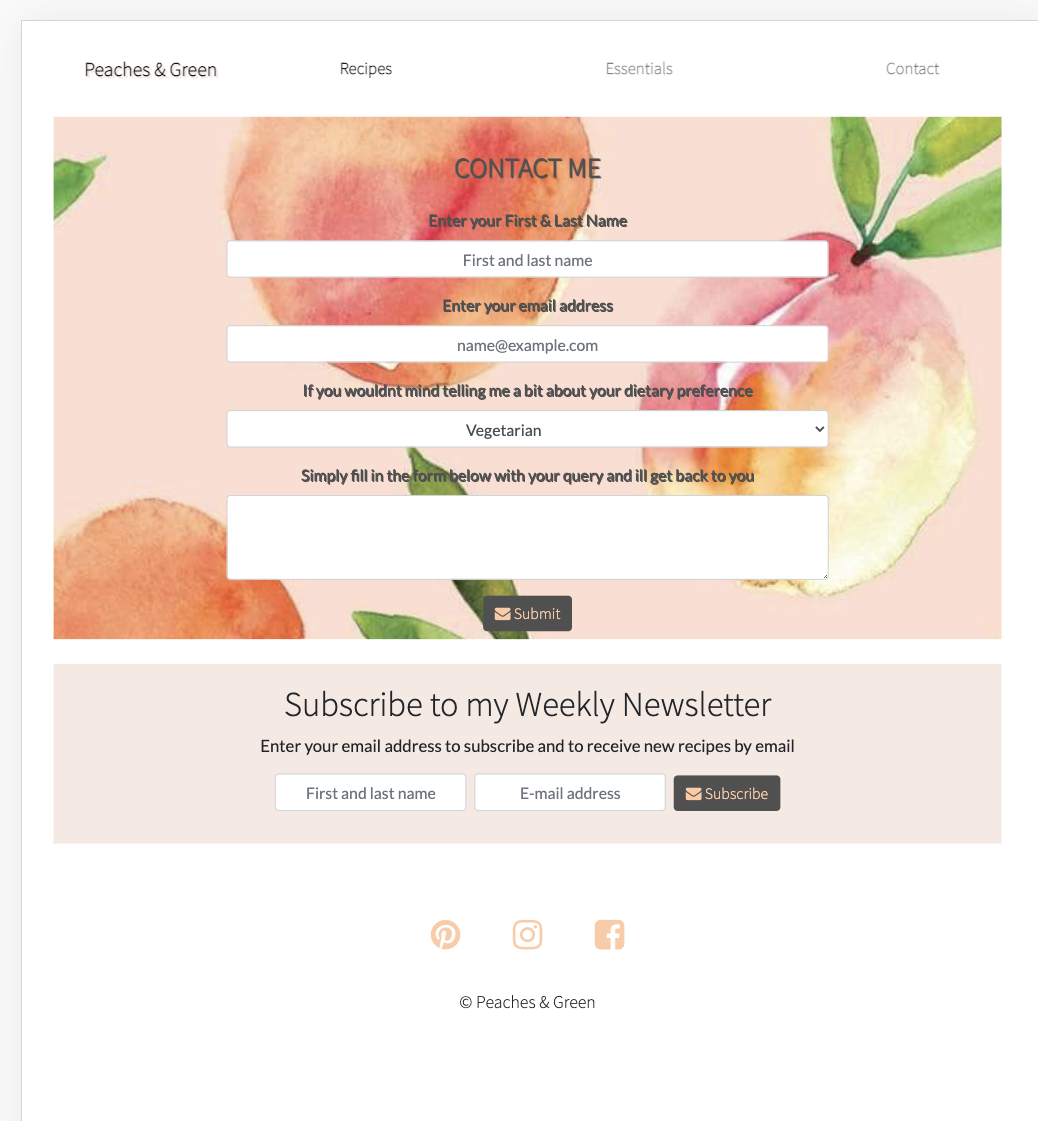 Peaches & Green
Recipes
Essentials
Contact
CONTACT ME
Enter your First & Last Name
First and last name
Enter your email address
name@example.com
If you wouldnt mind telling me a bit about your dietary preference
Vegetarian
Simply fill in the form below with your query and ill get back to you
Submit
Subscribe to my Weekly Newsletter
Enter your email address to subscribe and to receive new recipes by email
First and last name
E-mail address
Subscribe
© Peaches & Green